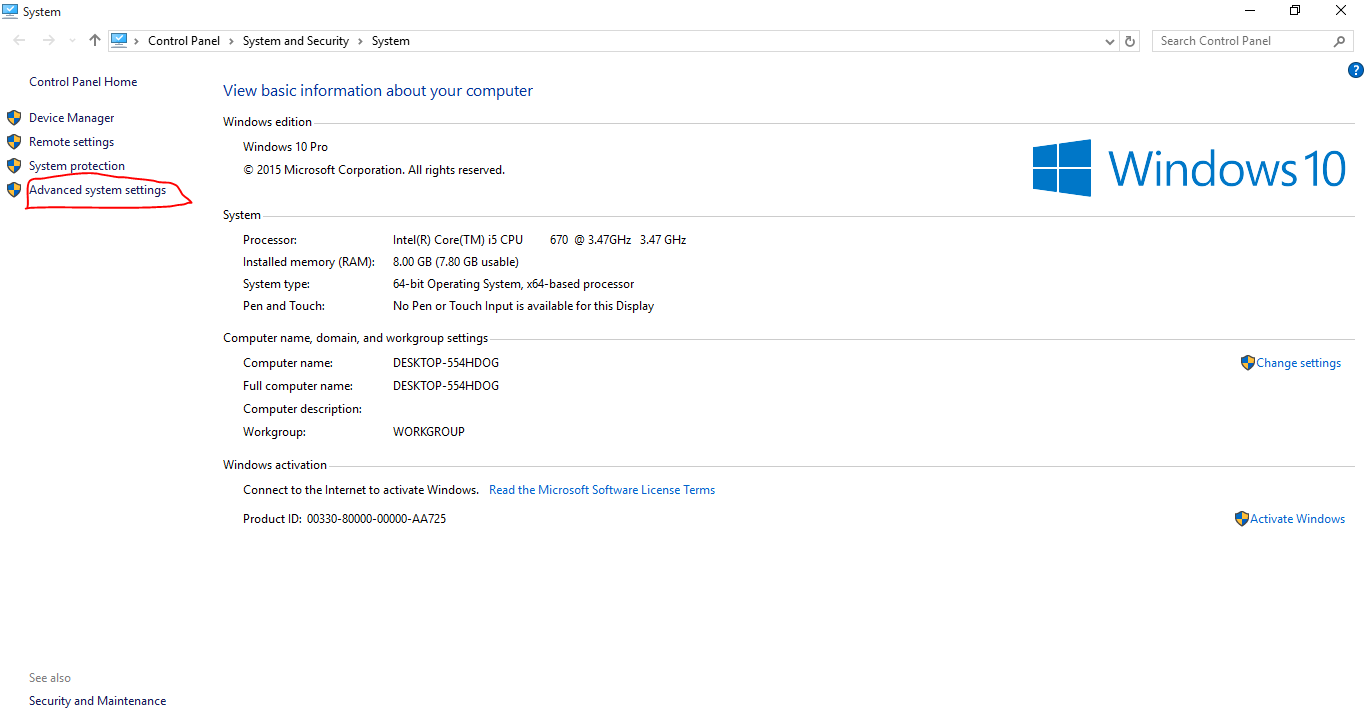 System
Control Panel > System and Security > System
Search Control Panel
?
Control Panel Home
Device Manager
Remote settings
System protection
Advanced system settings
View basic information about your computer
Windows edition
Windows 10 Pro
© 2015 Microsoft Corporation. All rights reserved.
Windows 10
System
Processor: Intel(R) Core(TM) i5 CPU 670 @ 3.47GHz 3.47 GHz
Installed memory (RAM): 8.00 GB (7.80 GB usable)
System type: 64-bit Operating System, x64-based processor
Pen and Touch: No Pen or Touch Input is available for this Display
Computer name, domain, and workgroup settings
Computer name: DESKTOP-554HDOG
Change settings
Full computer name: DESKTOP-554HDOG
Computer description:
Workgroup: WORKGROUP
Windows activation
Connect to the Internet to activate Windows. Read the Microsoft Software License Terms
Product ID: 00330-80000-00000-AA725
Activate Windows
See also
Security and Maintenance